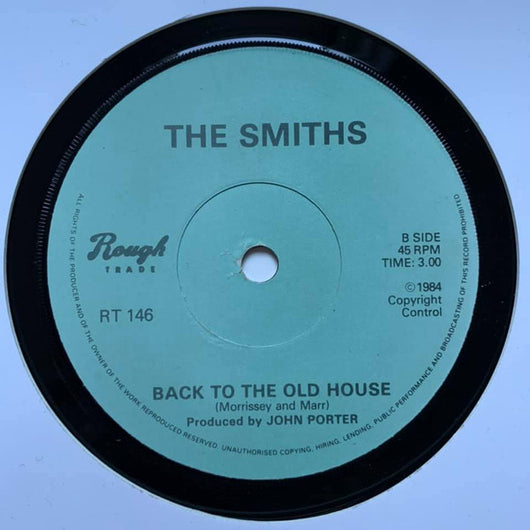 THE SMITHS
Rough
TRADE
RT 146
B SIDE
45 RPM
TIME: 3.00
©1984
Copyright
Control
BACK TO THE OLD HOUSE
(Morrissey and Marr)
Produced by JOHN PORTER
ALL RIGHTS OF THE PRODUCER AND OF THE OWNER OF THE WORK REPRODUCED RESERVED. UNAUTHORISED COPYING, HIRING, LENDING, PUBLIC PERFORMANCE AND BROADCASTING OF THIS RECORD PROHIBITED